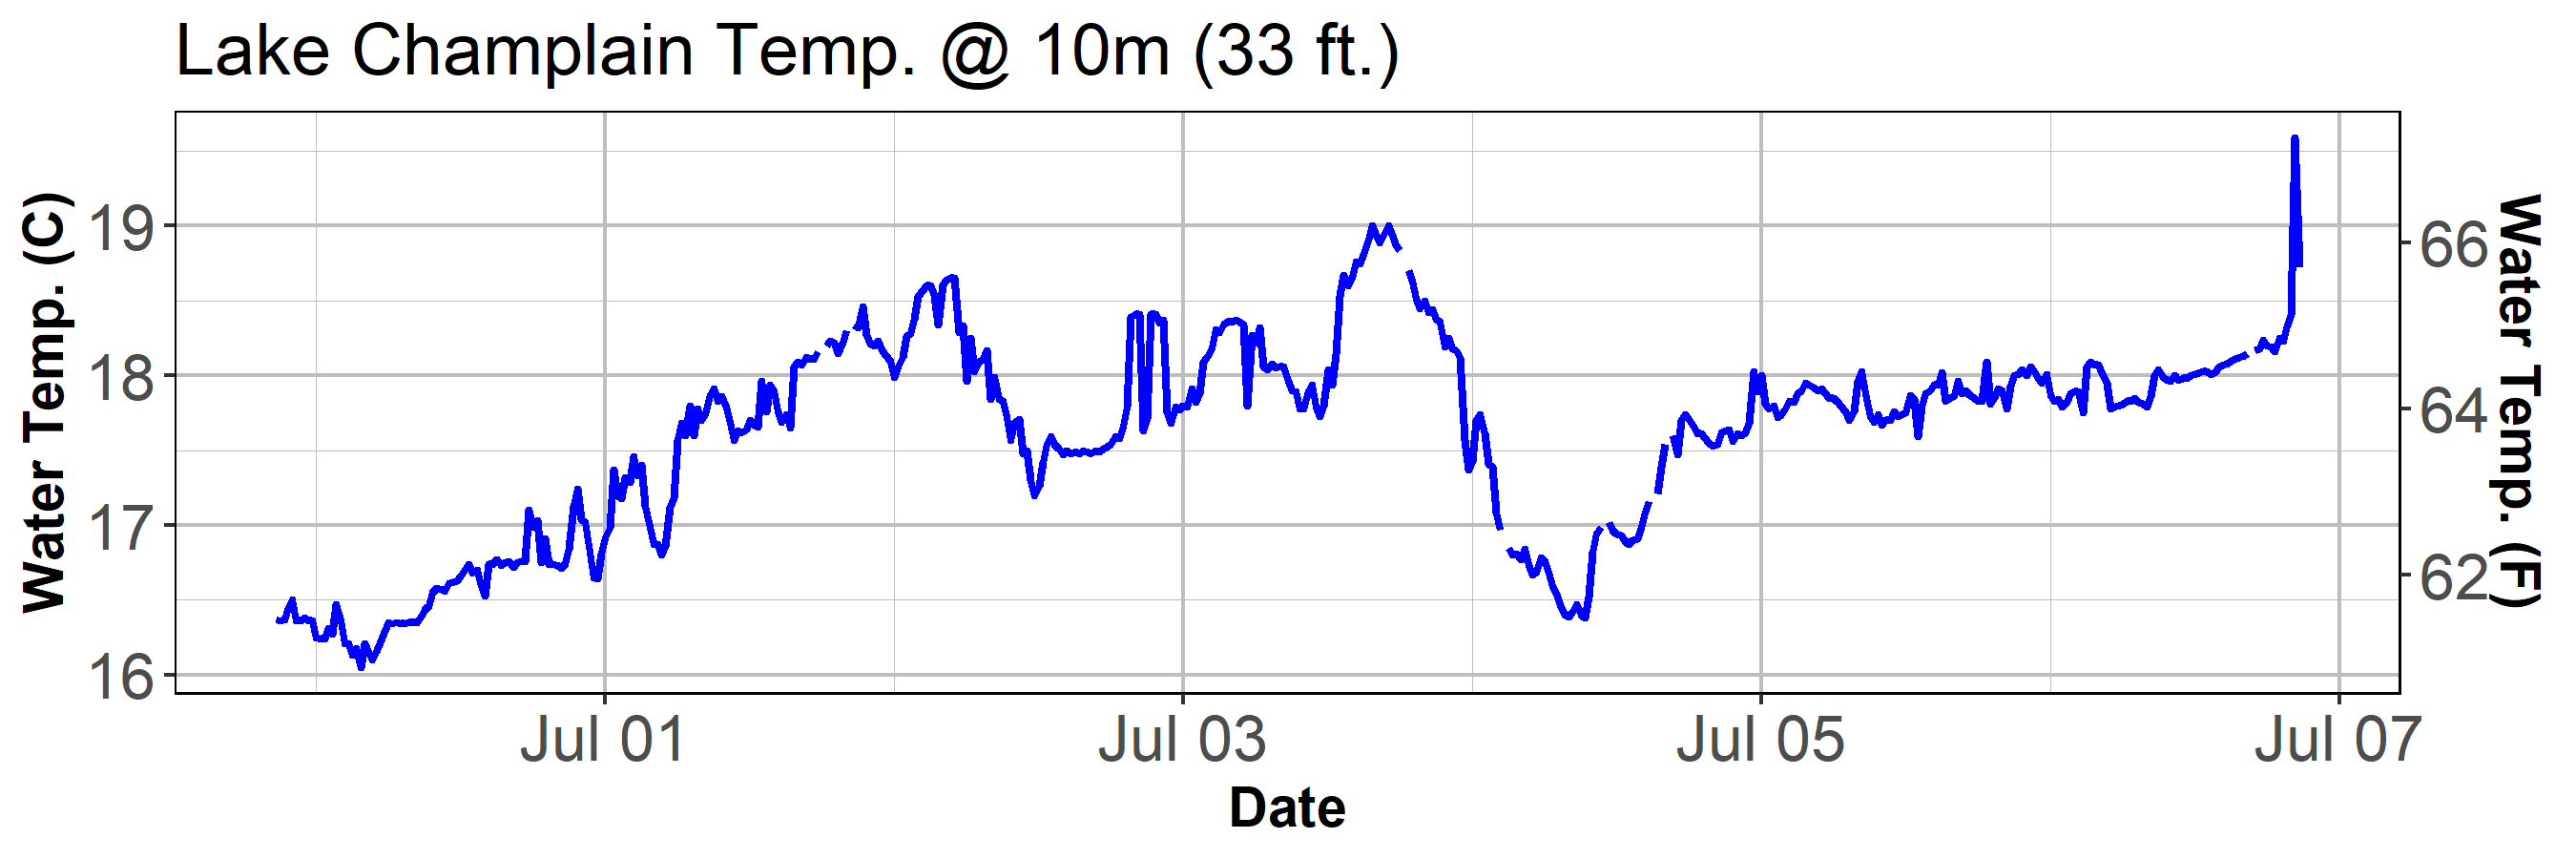 Lake Champlain Temp. @ 10m (33 ft.)
Water Temp. (C)
19
18
17
16
66
64
62
Water Temp. (F)
Jul 01
Jul 03
Jul 05
Jul 07
Date